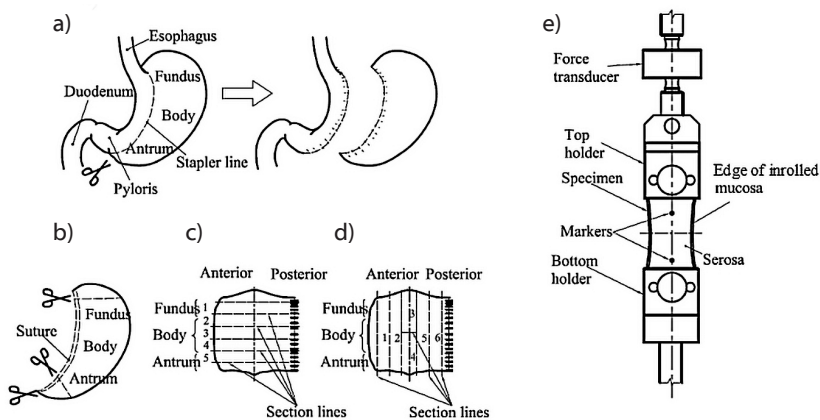 a)
Esophagus
Fundus
Duodenum
Body
Antrum
Stapler line
Pyloris
b)
Fundus
Suture
Body
Antrum
c)
Anterior
Posterior
Fundus
Body
Antrum
1
2
3
4
5
Section lines
d)
Anterior
Posterior
Fundus
Body
Antrum
1
2
3
4
5
6
Section lines
e)
Force
transducer
Top
holder
Specimen
Edge of inrolled
mucosa
Markers
Serosa
Bottom
holder